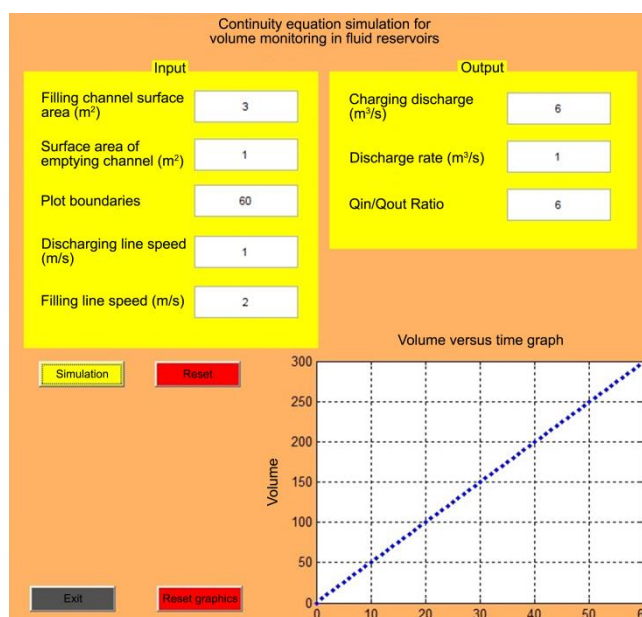 Continuity equation simulation for
volume monitoring in fluid reservoirs
Input
Filling channel surface
area (m²)
3
Surface area of
emptying channel (m²)
1
Plot boundaries
60
Discharging line speed
(m/s)
1
Filling line speed (m/s)
2
Output
Charging discharge
(m³/s)
6
Discharge rate (m³/s)
1
Qin/Qout Ratio
6
Simulation
Reset
Exit
Reset graphics
Volume versus time graph
Volume
300
250
200
150
100
50
0
0 10 20 30 40 50 6